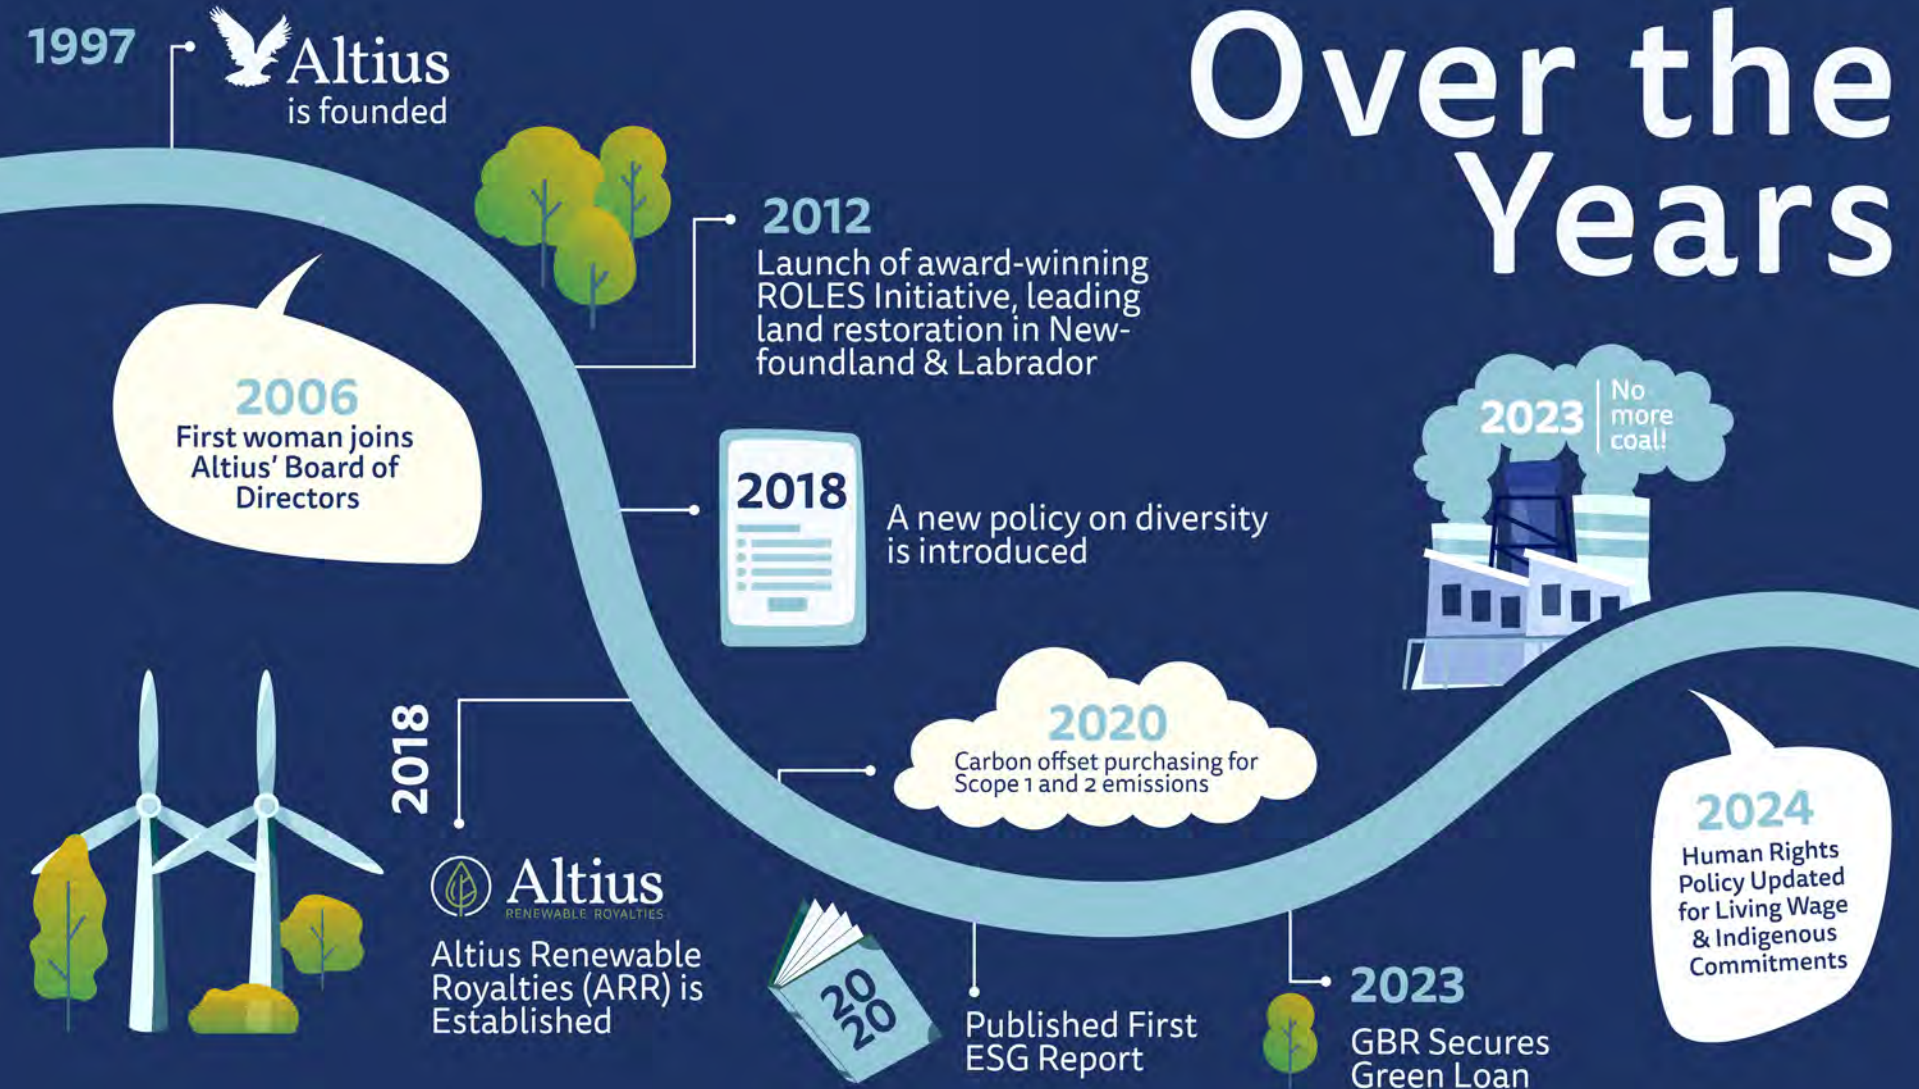 Over the
Years
1997
Altius
is founded
2006
First woman joins
Altius' Board of
Directors
2012
Launch of award-winning
ROLES Initiative, leading
land restoration in New-
foundland & Labrador
2018
A new policy on diversity
is introduced
2018
Altius
RENEWABLE ROYALTIES
Altius Renewable
Royalties (ARR) is
Established
2020
Carbon offset purchasing for
Scope 1 and 2 emissions
20
20
Published First
ESG Report
2023
GBR Secures
Green Loan
2023
No
more
coal!
2024
Human Rights
Policy Updated
for Living Wage
& Indigenous
Commitments